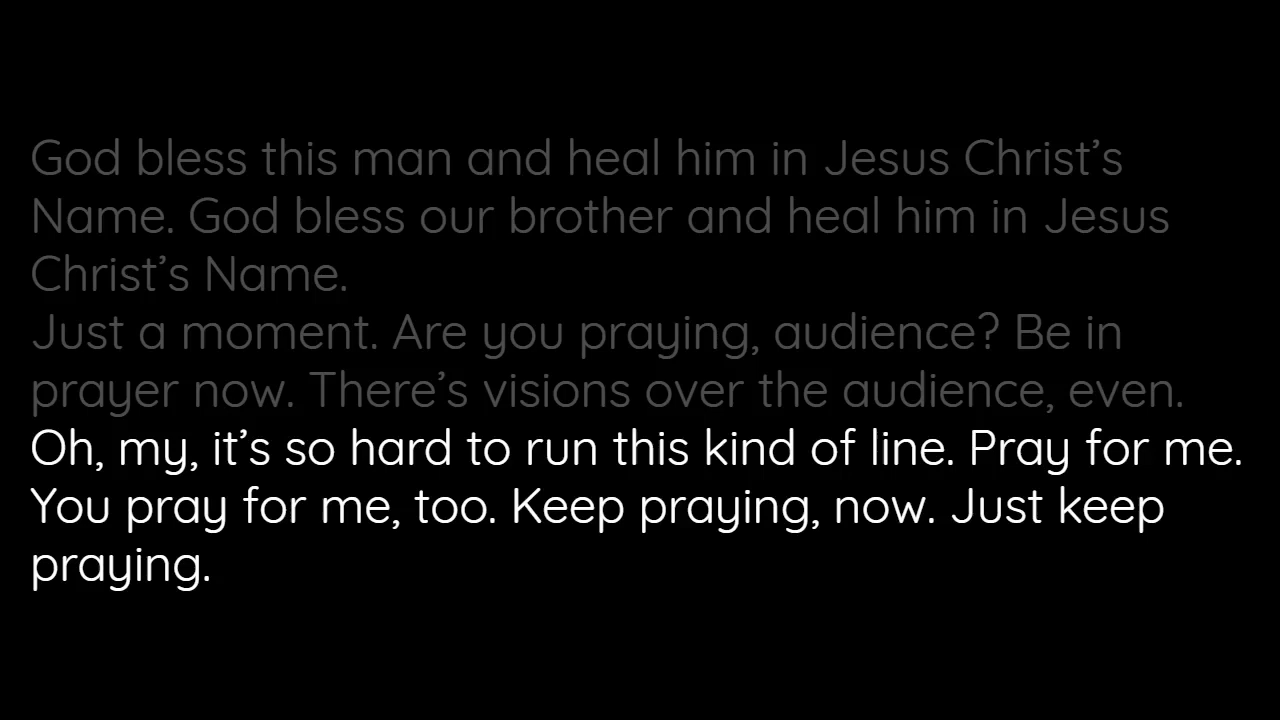 God bless this man and heal him in Jesus Christ’s
Name. God bless our brother and heal him in Jesus
Christ’s Name.
Just a moment. Are you praying, audience? Be in
prayer now. There’s visions over the audience, even.
Oh, my, it’s so hard to run this kind of line. Pray for me.
You pray for me, too. Keep praying, now. Just keep
praying.